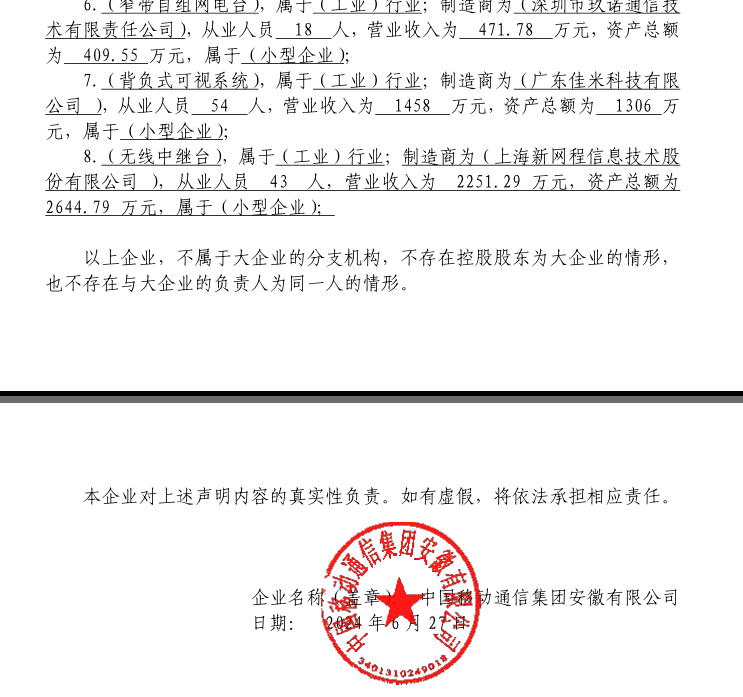 6.（窄带自组网电台），属于（工业）行业；制造商为（深圳市玖诺通信技
术有限责任公司），从业人员 18 人，营业收入为 471.78 万元，资产总额
为 409.55 万元，属于（小型企业）；
7.（背负式可视系统），属于（工业）行业；制造商为（广东佳米科技有限
公司 ），从业人员 54 人，营业收入为 1458 万元，资产总额为 1306 万
元，属于（小型企业）；
8.（无线中继台），属于（工业）行业；制造商为（上海新网程信息技术股
份有限公司 ），从业人员 43 人，营业收入为 2251.29 万元，资产总额为
2644.79 万元，属于（小型企业）；
以上企业，不属于大企业的分支机构，不存在控股股东为大企业的情形，
也不存在与大企业的负责人为同一人的情形。
本企业对上述声明内容的真实性负责。如有虚假，将依法承担相应责任。
企业名称（盖章）：中国移动通信集团安徽有限公司
日期： 2024年6月27日
中国移动通信集团安徽有限公司
3401310249018